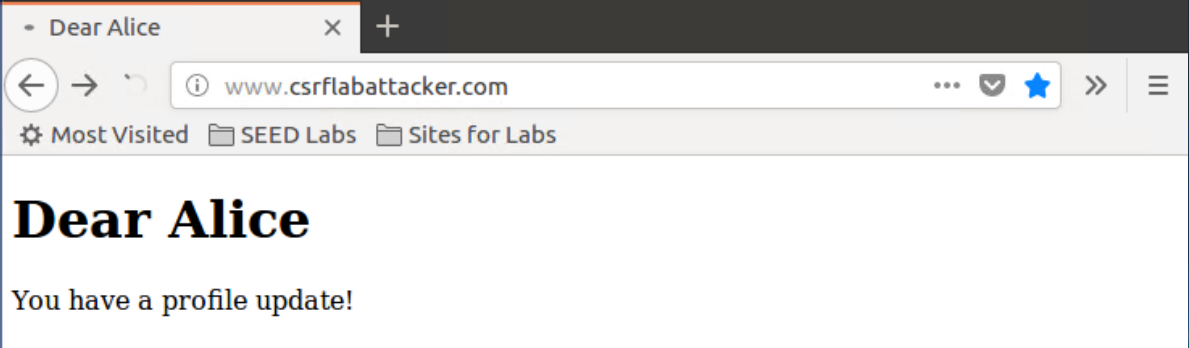 Dear Alice
www.csrflabattacker.com
Most Visited SEED Labs Sites for Labs
Dear Alice
You have a profile update!